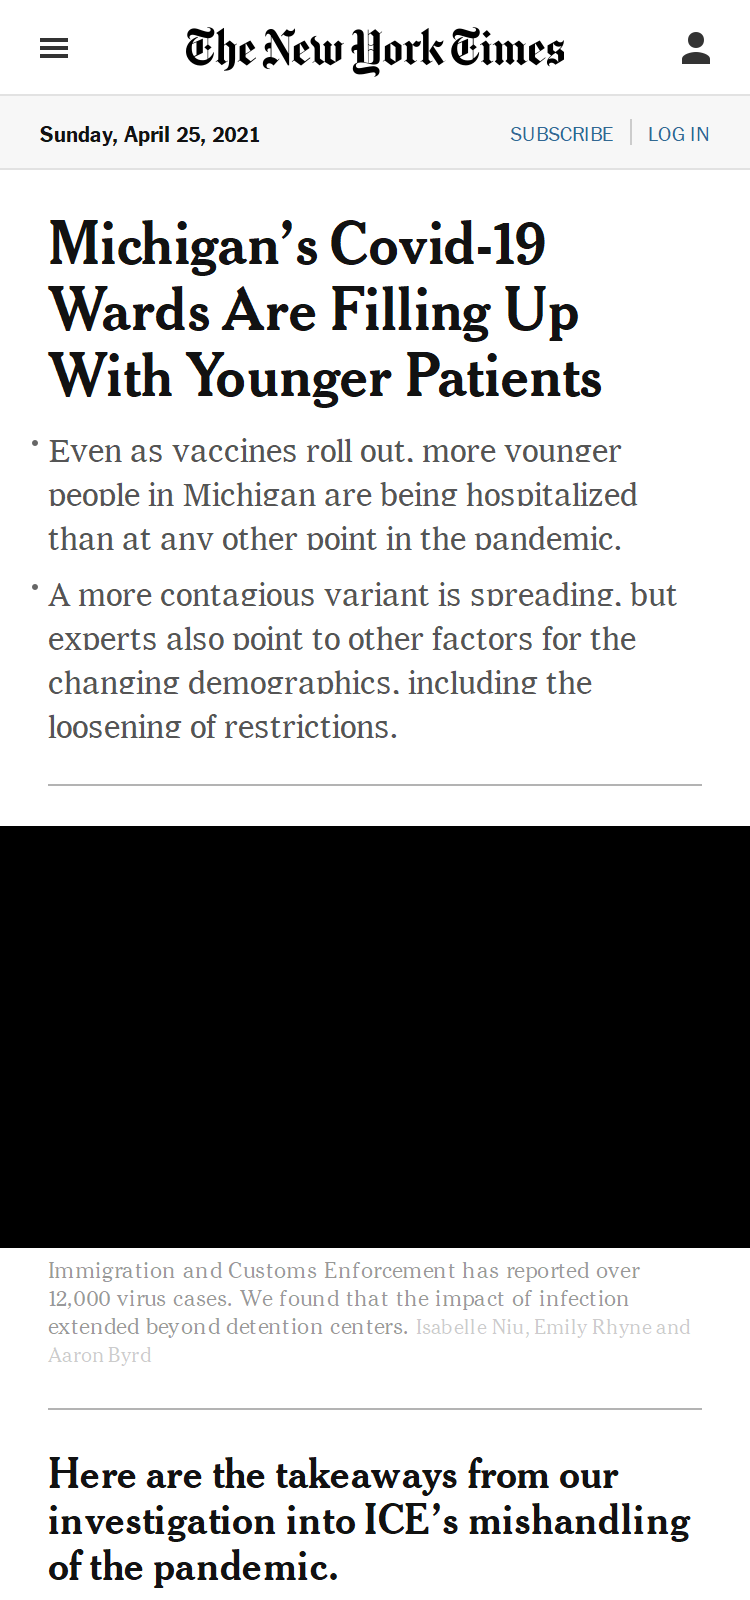 The New York Times
Sunday, April 25, 2021
SUBSCRIBE
LOG IN
Michigan’s Covid-19
Wards Are Filling Up
With Younger Patients
• Even as vaccines roll out, more younger
people in Michigan are being hospitalized
than at any other point in the pandemic.
• A more contagious variant is spreading, but
experts also point to other factors for the
changing demographics, including the
loosening of restrictions.
Immigration and Customs Enforcement has reported over
12,000 virus cases. We found that the impact of infection
extended beyond detention centers. Isabelle Niu, Emily Rhyne and
Aaron Byrd
Here are the takeaways from our
investigation into ICE’s mishandling
of the pandemic.